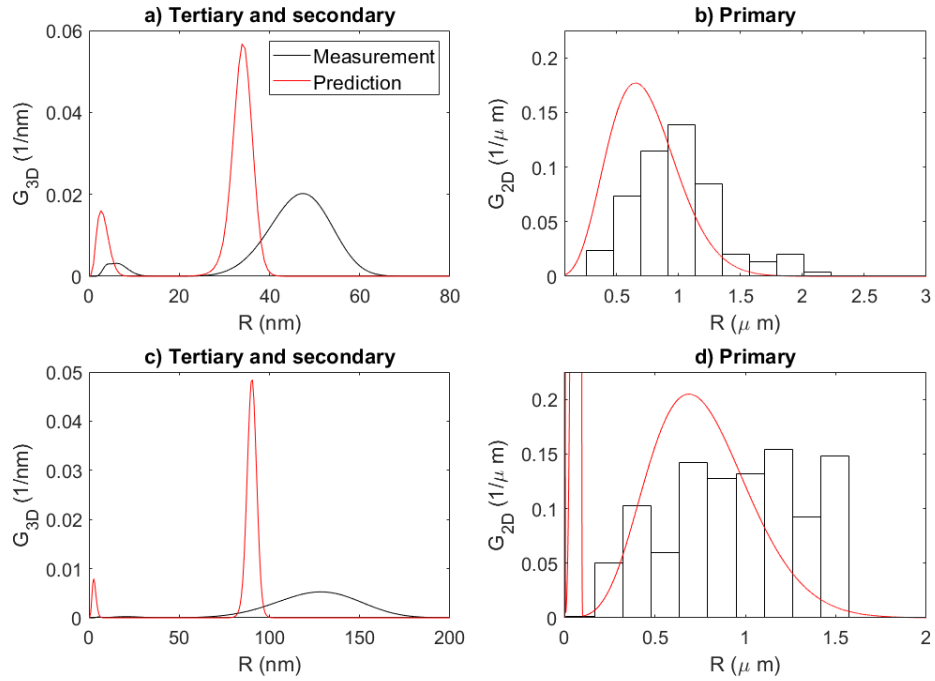 a) Tertiary and secondary
0.06
0.04
0.02
0
G3D (1/nm)
Measurement
Prediction
0 20 40 60 80
R (nm)
b) Primary
0.2
0.15
0.1
0.05
0
G2D (1/μ m)
0.5 1 1.5 2 2.5 3
R (μ m)
c) Tertiary and secondary
0.05
0.04
0.03
0.02
0.01
0
G3D (1/nm)
0 50 100 150 200
R (nm)
d) Primary
0.2
0.15
0.1
0.05
0
G2D (1/μ m)
0 0.5 1 1.5 2
R (μ m)